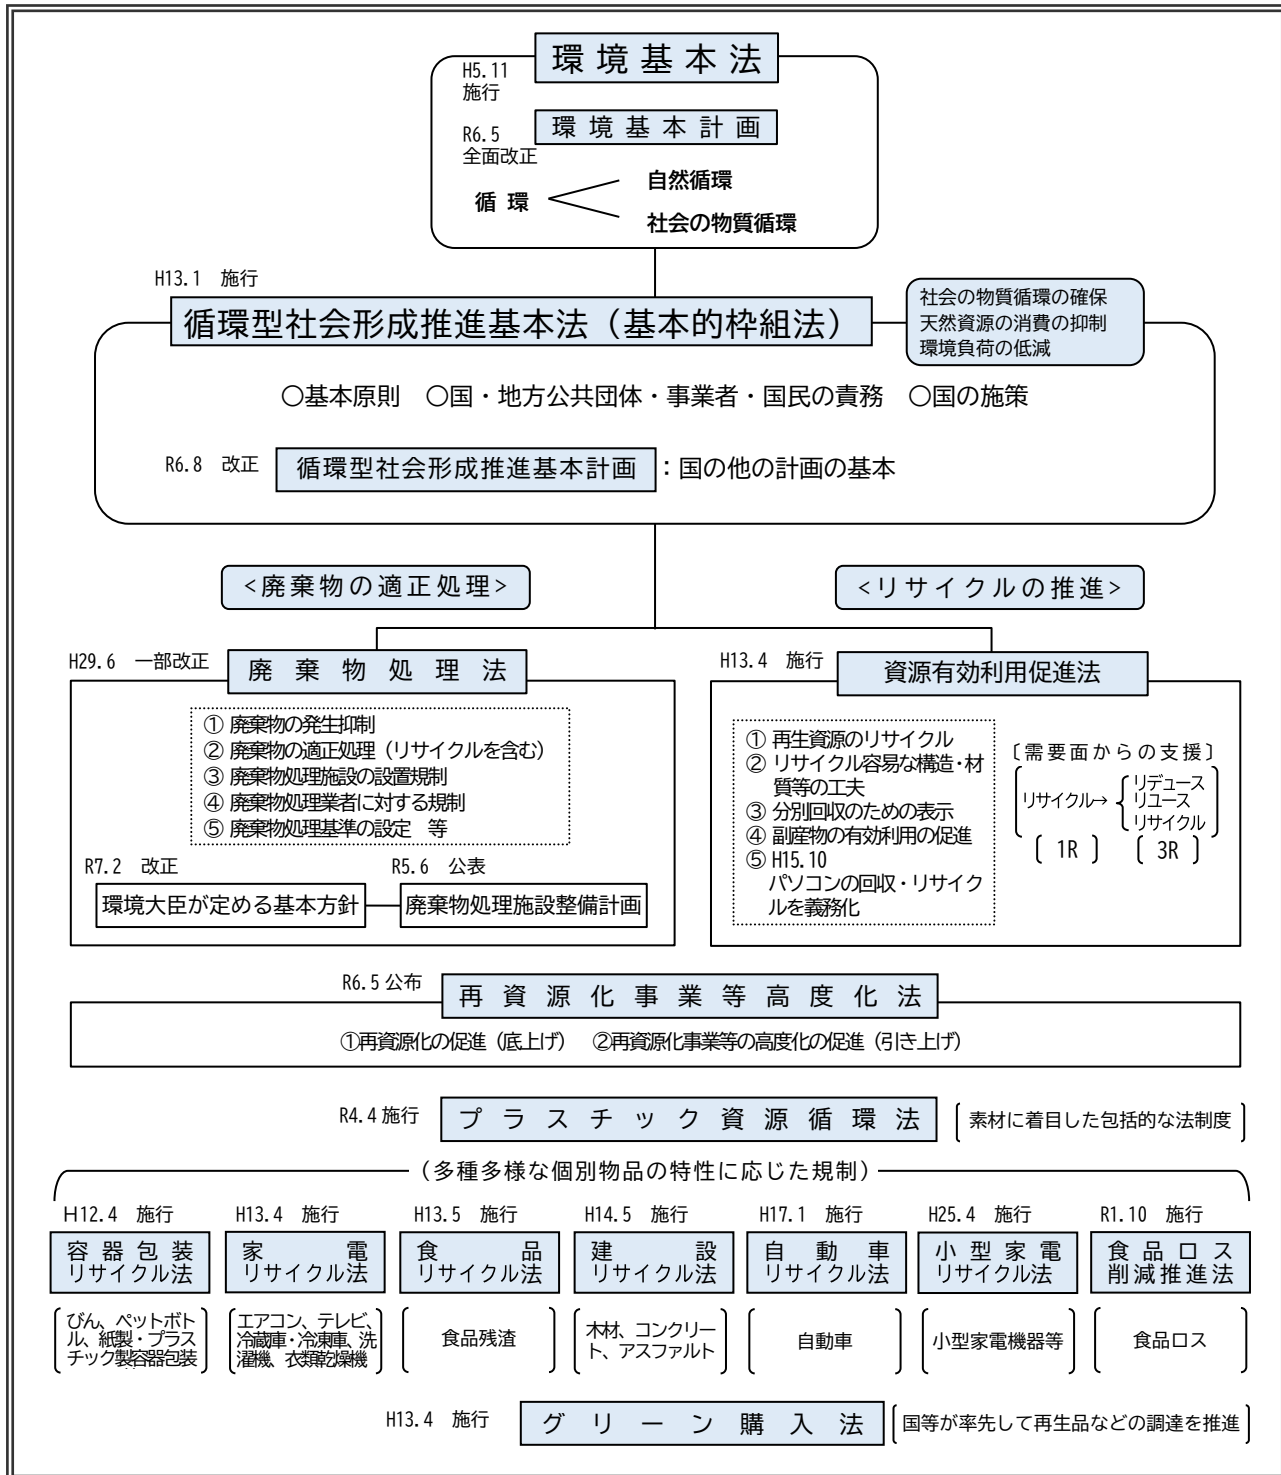 環境基本法
H5.11
施行
環境基本計画
R6.5
全面改正
循環
自然循環
社会の物質循環
H13.1 施行
循環型社会形成推進基本法（基本的枠組法）
社会の物質循環の確保
天然資源の消費の抑制
環境負荷の低減
○基本原則 ○国・地方公共団体・事業者・国民の責務 ○国の施策
R6.8 改正
循環型社会形成推進基本計画
：国の他の計画の基本
<廃棄物の適正処理>
<リサイクルの推進>
H29.6 一部改正
廃棄物処理法
① 廃棄物の発生抑制
② 廃棄物の適正処理（リサイクルを含む）
③ 廃棄物処理施設の設置規制
④ 廃棄物処理業者に対する規制
⑤ 廃棄物処理基準の設定 等
R7.2 改正
環境大臣が定める基本方針
R5.6 公表
廃棄物処理施設整備計画
H13.4 施行
資源有効利用促進法
① 再生資源のリサイクル
② リサイクル容易な構造・材
質等の工夫
③ 分別回収のための表示
④ 副産物の有効利用の促進
⑤ H15.10
パソコンの回収・リサイク
ルを義務化
〔需要面からの支援〕
リサイクル→
リデュース
リユース
リサイクル
〔 1R 〕 〔 3R 〕
R6.5 公布
再資源化事業等高度化法
①再資源化の促進（底上げ） ②再資源化事業等の高度化の促進（引き上げ）
R4.4 施行
プラスチック資源循環法
素材に着目した包括的な法制度
（多種多様な個別物品の特性に応じた規制）
H12.4 施行
容器包装
リサイクル法
びん、ペットボト
ル、紙製・プラス
チック製容器包装
H13.4 施行
家電
リサイクル法
エアコン、テレビ、
冷蔵庫・冷凍庫、洗
濯機、衣類乾燥機
H13.5 施行
食品
リサイクル法
食品残渣
H14.5 施行
建設
リサイクル法
木材、コンクリー
ト、アスファルト
H17.1 施行
自動車
リサイクル法
自動車
H25.4 施行
小型家電
リサイクル法
小型家電機器等
R1.10 施行
食品ロス
削減推進法
食品ロス
H13.4 施行
グリーン購入法
国等が率先して再生品などの調達を推進